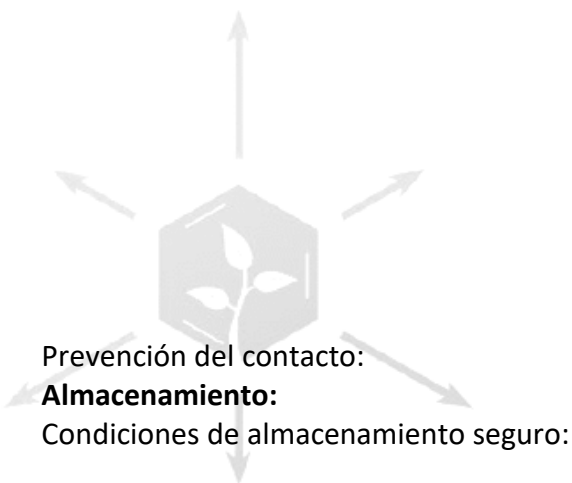 Prevención del contacto:
Almacenamiento:
Condiciones de almacenamiento seguro: